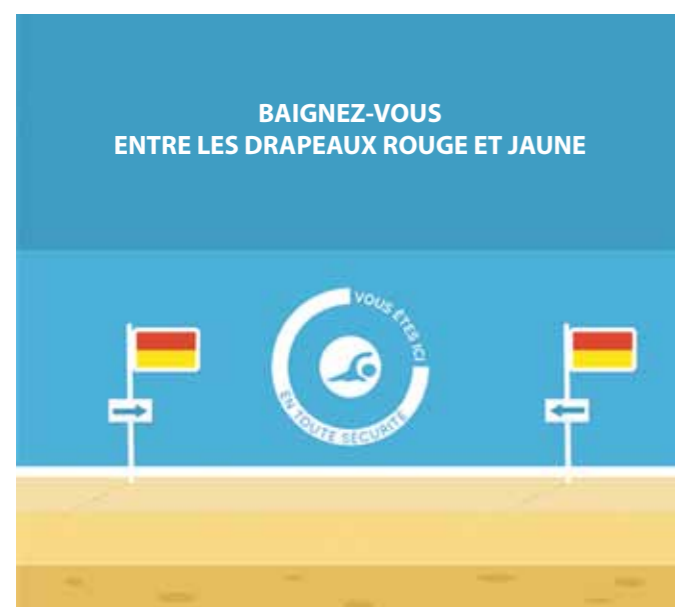 BAIGNEZ-VOUS
ENTRE LES DRAPEAUX ROUGE ET JAUNE
VOUS ÊTES ICI
EN TOUTE SÉCURITÉ